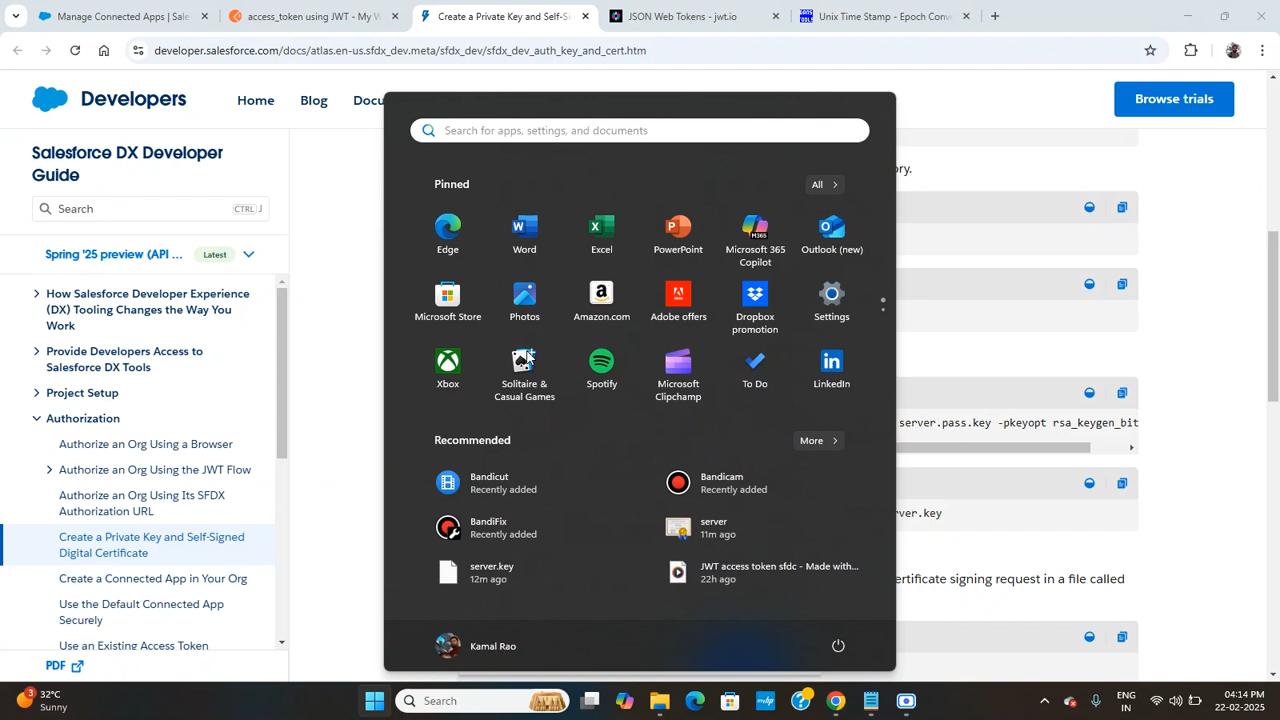 Manage Connected Apps | Sale
access_token using JWT - My W
Create a Private Key and Self-Si
JSON Web Tokens - jwt.io
Unix Time Stamp - Epoch Conv
developer.salesforce.com/docs/atlas.en-us.sfdx_dev.meta/sfdx_dev/sfdx_dev_auth_key_and_cert.htm
Developers
Home
Blog
Docu
Browse trials
Salesforce DX Developer
Guide
Search
CTRL J
Spring '25 preview (API ...
Latest
How Salesforce Developer Experience
(DX) Tooling Changes the Way You
Work
Provide Developers Access to
Salesforce DX Tools
Project Setup
Authorization
Authorize an Org Using a Browser
Authorize an Org Using the JWT Flow
Authorize an Org Using Its SFDX
Authorization URL
Create a Private Key and Self-Signed
Digital Certificate
Create a Connected App in Your Org
Use the Default Connected App
Securely
Use an Existing Access Token
PDF
Search for apps, settings, and documents
Pinned
All
Edge
Word
Excel
PowerPoint
M365
Microsoft 365
Copilot
Outlook (new)
Microsoft Store
Photos
Amazon.com
Adobe offers
Dropbox
promotion
Settings
Xbox
Solitaire &
Casual Games
Spotify
Microsoft
Clipchamp
To Do
LinkedIn
Recommended
More
Bandicut
Recently added
Bandicam
Recently added
BandiFix
Recently added
server
11m ago
server.key
12m ago
JWT access token sfdc - Made with...
22h ago
Kamal Rao
ory.
server.pass.key -pkeyopt rsa_keygen_bit
rver.key
ertificate signing request in a file called
3
32°C
Sunny
Search
ENG
IN
04:14 PM
22-02-2025